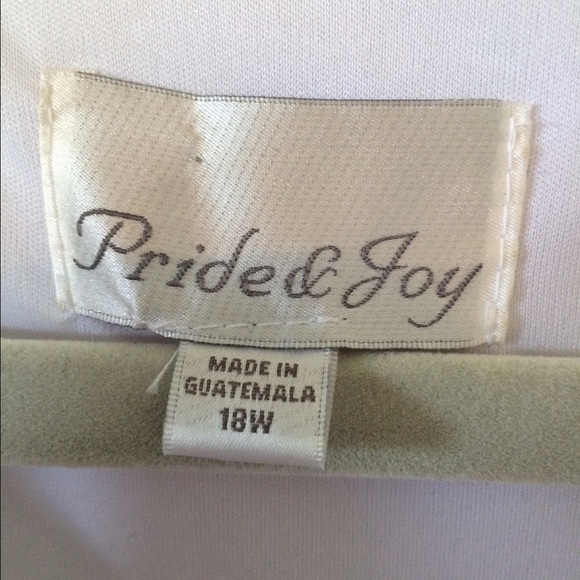 Pride & Joy
MADE IN
GUATEMALA
18W